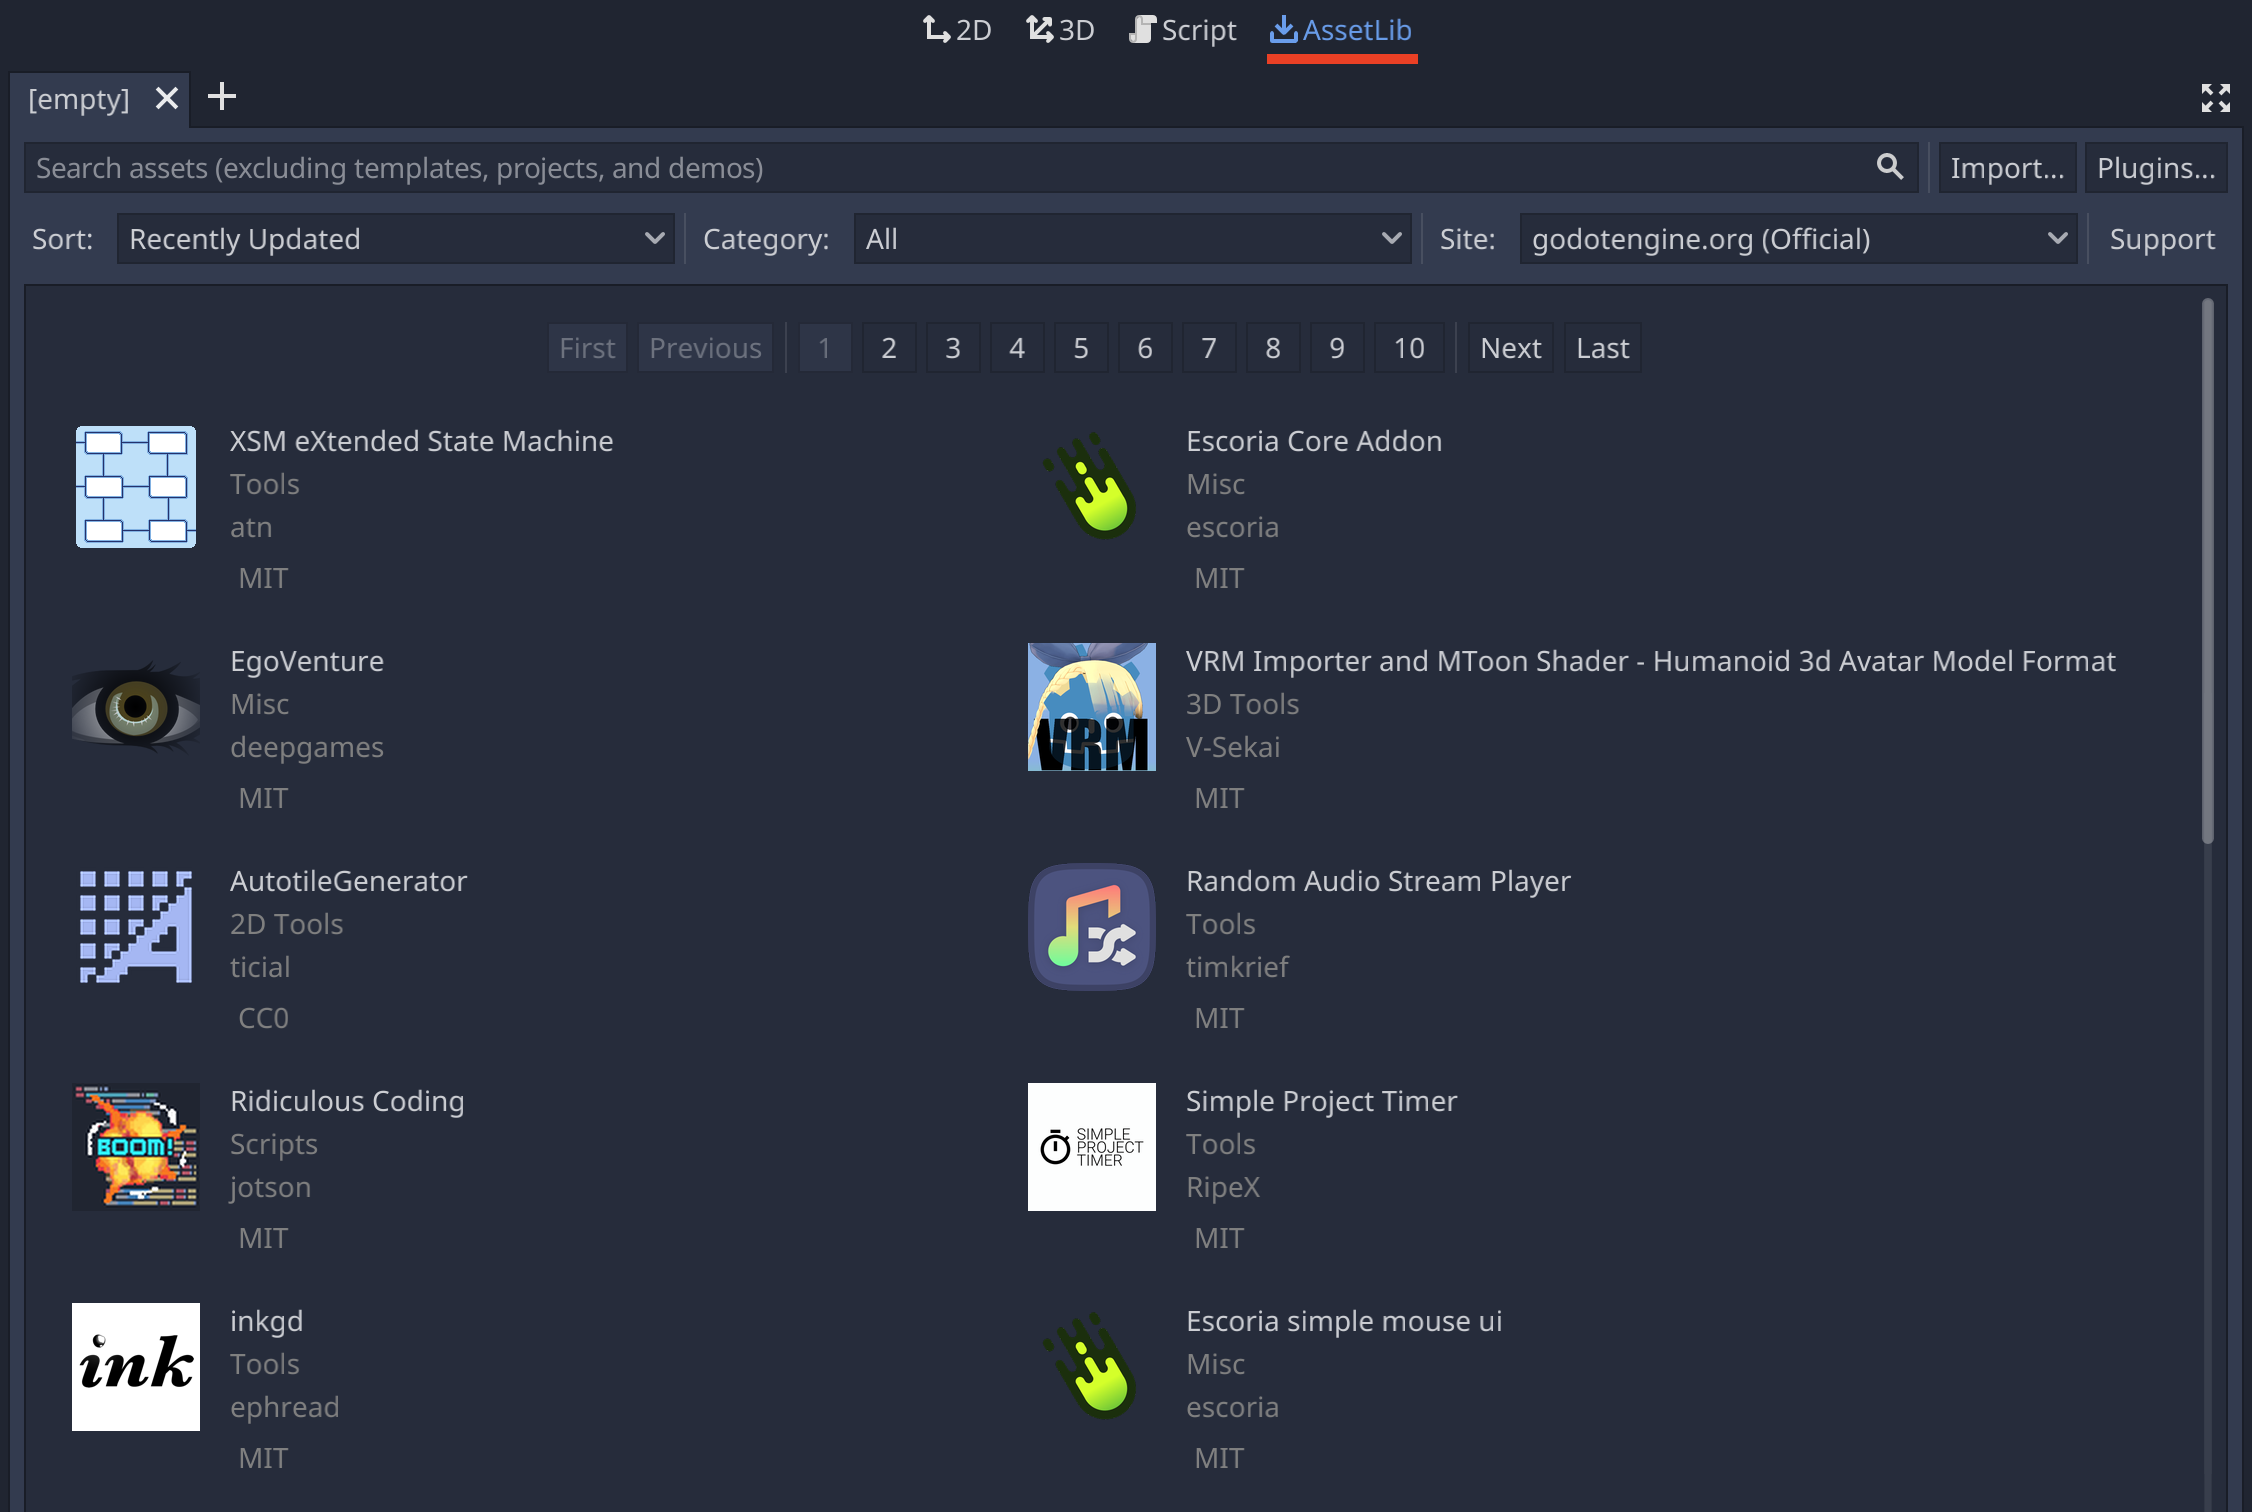 2D 3D Script AssetLib
[empty]
Search assets (excluding templates, projects, and demos) Import... Plugins...
Sort: Recently Updated Category: All Site: godotengine.org (Official) Support
First Previous 1 2 3 4 5 6 7 8 9 10 Next Last
XSM eXtended State Machine
Tools
atn
MIT
Escoria Core Addon
Misc
escoria
MIT
EgoVenture
Misc
deepgames
MIT
VRM
VRM Importer and MToon Shader - Humanoid 3d Avatar Model Format
3D Tools
V-Sekai
MIT
A
AutotileGenerator
2D Tools
ticial
CC0
Random Audio Stream Player
Tools
timkrief
MIT
BOOM!
Ridiculous Coding
Scripts
jotson
MIT
SIMPLE
PROJECT
TIMER
Simple Project Timer
Tools
RipeX
MIT
ink
inkgd
Tools
ephread
MIT
Escoria simple mouse ui
Misc
escoria
MIT